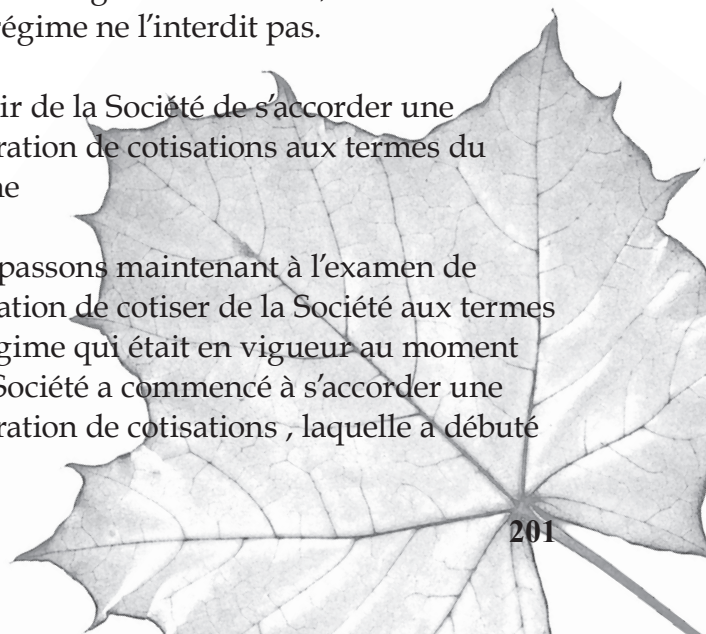 régime ne l'interdit pas.
ir de la Société de s'accorder une
ration de cotisations aux termes du
ne
passons maintenant à l'examen de
ation de cotiser de la Société aux termes
gime qui était en vigueur au moment
Société a commencé à s'accorder une
ration de cotisations , laquelle a débuté
201